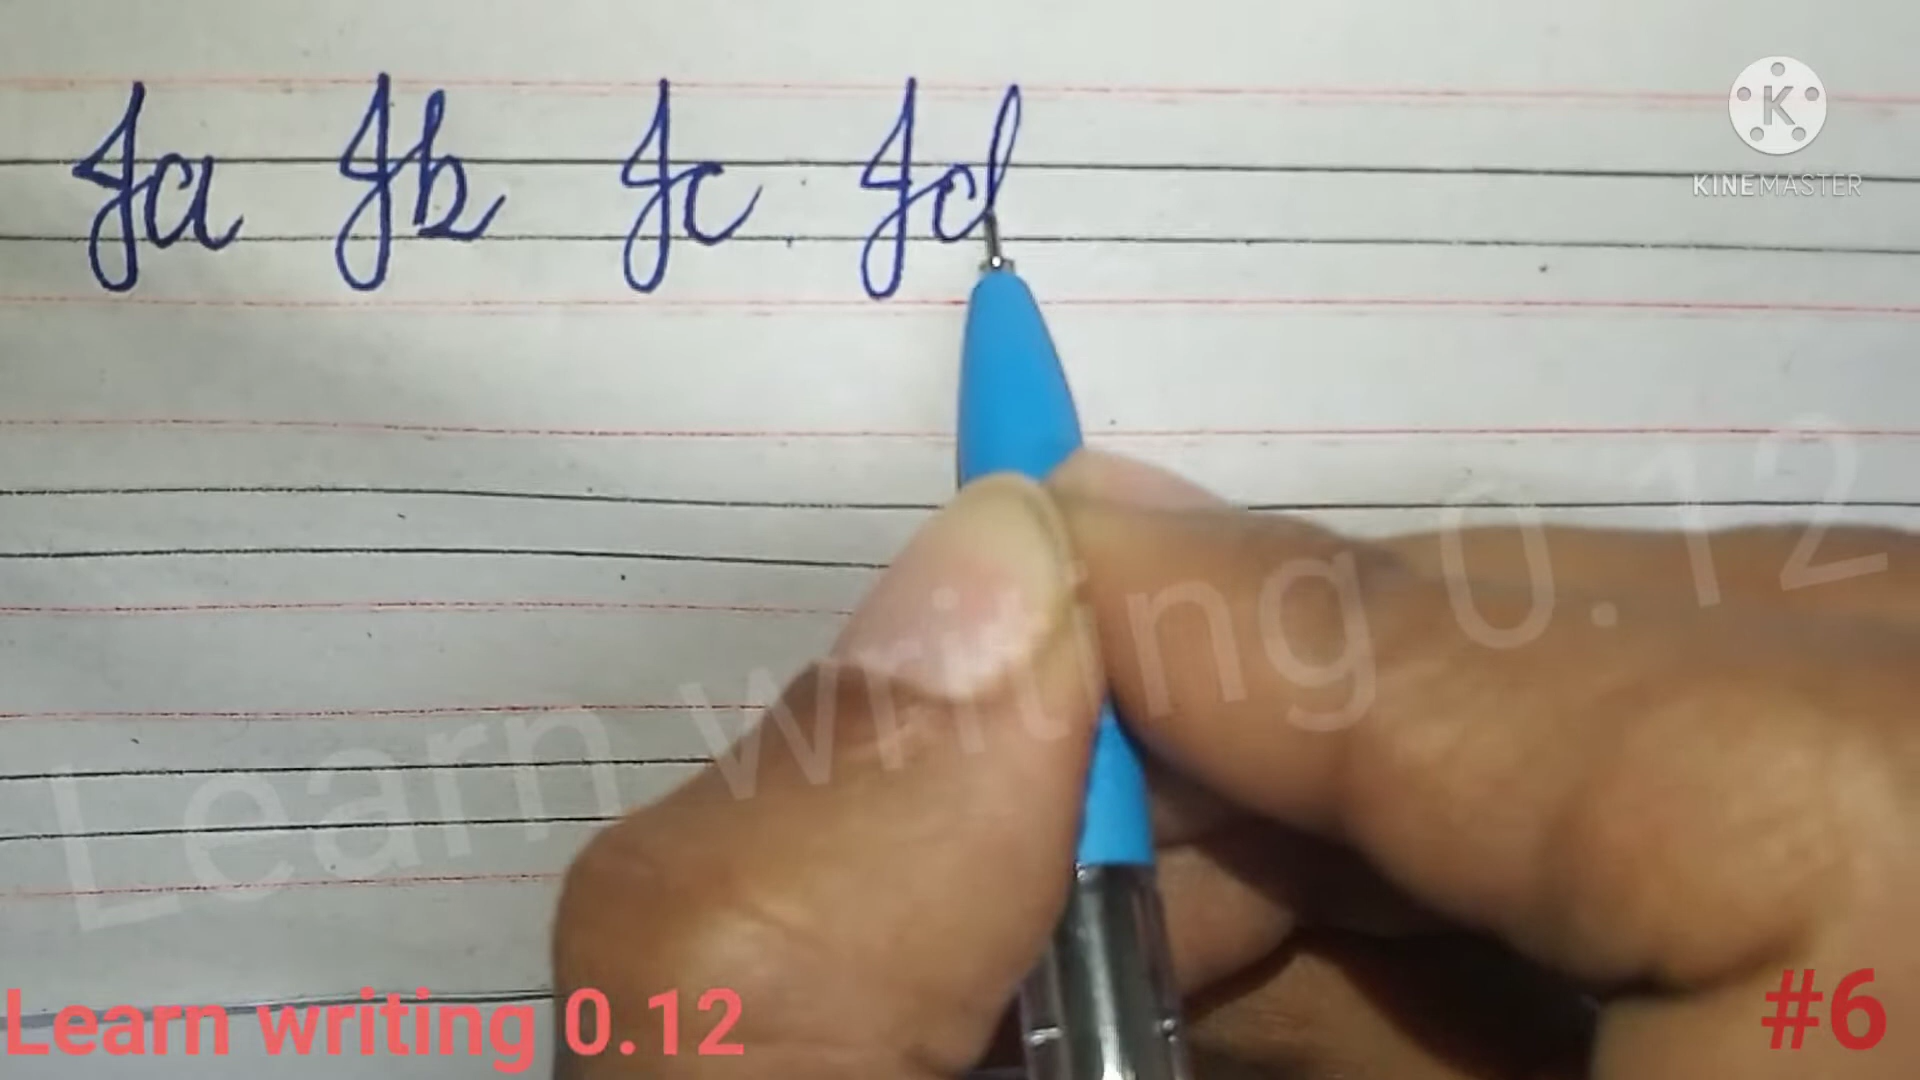 Ja Jb Jc Jd
K
KINEMASTER
Learn writing 0.12
Learn writing 0.12
#6